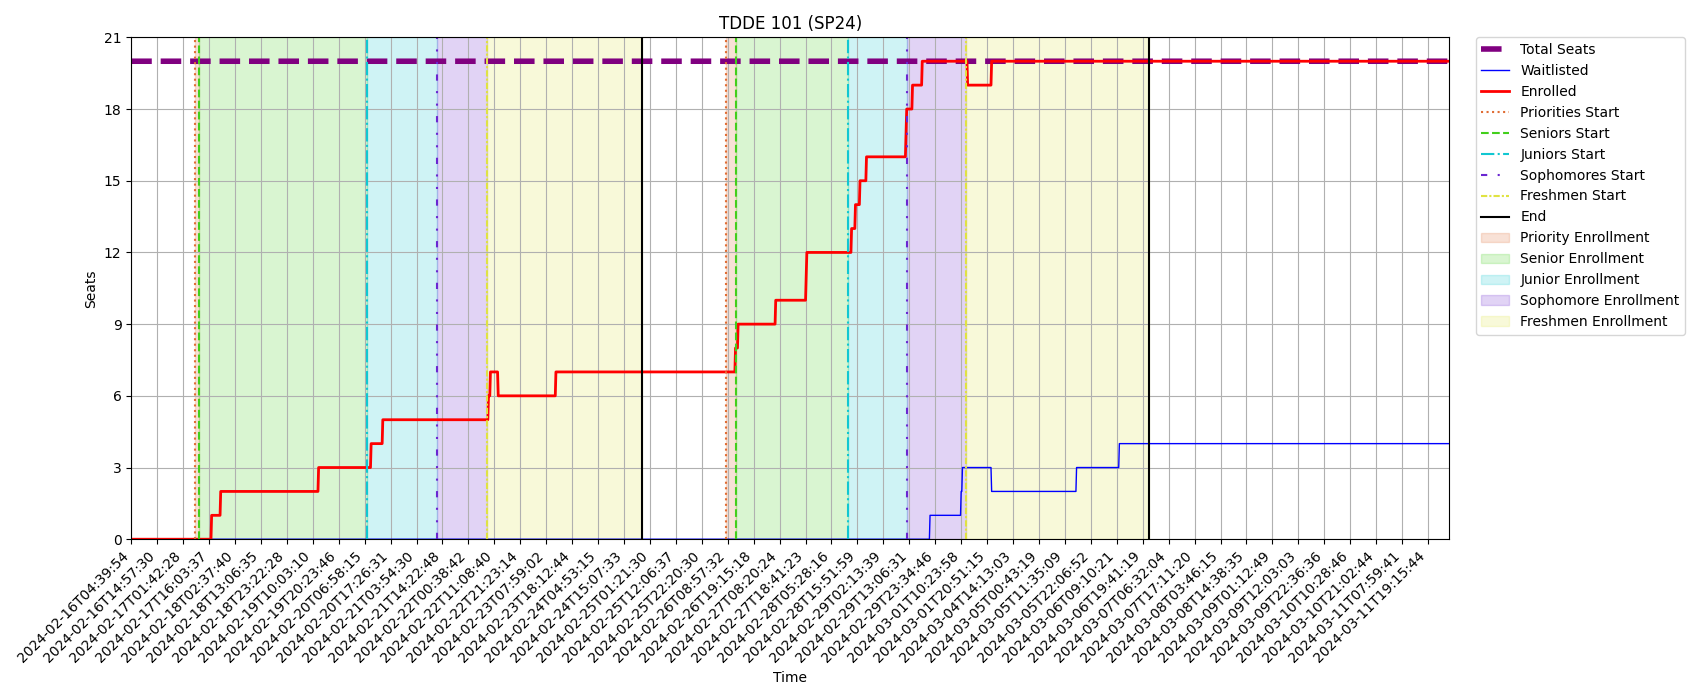 TDDE 101 (SP24)
21
18
15
12
9
6
3
0
Seats
2024-02-16T04:39:54
2024-02-16T14:57:30
2024-02-17T01:42:28
2024-02-17T16:03:37
2024-02-18T02:37:40
2024-02-18T13:06:35
2024-02-18T23:22:28
2024-02-19T10:03:10
2024-02-19T20:23:46
2024-02-20T06:58:15
2024-02-20T17:26:31
2024-02-21T03:54:30
2024-02-21T14:22:48
2024-02-22T00:38:42
2024-02-22T11:08:40
2024-02-22T21:23:14
2024-02-23T07:59:02
2024-02-23T18:12:44
2024-02-24T04:53:15
2024-02-24T15:07:33
2024-02-25T01:21:30
2024-02-25T12:06:37
2024-02-25T22:20:30
2024-02-26T08:57:32
2024-02-26T19:15:18
2024-02-27T08:20:24
2024-02-27T18:41:23
2024-02-28T05:28:16
2024-02-28T15:51:59
2024-02-29T02:13:39
2024-02-29T13:06:31
2024-02-29T23:34:46
2024-03-01T10:23:58
2024-03-01T20:51:15
2024-03-04T14:13:03
2024-03-05T00:43:19
2024-03-05T11:35:09
2024-03-05T22:06:52
2024-03-06T09:10:21
2024-03-06T19:41:19
2024-03-07T06:32:04
2024-03-07T17:11:20
2024-03-08T03:46:15
2024-03-08T14:38:35
2024-03-09T01:12:49
2024-03-09T12:03:03
2024-03-09T22:36:36
2024-03-10T10:28:46
2024-03-10T21:02:44
2024-03-11T07:59:41
2024-03-11T19:15:44
Time
Total Seats
Waitlisted
Enrolled
Priorities Start
Seniors Start
Juniors Start
Sophomores Start
Freshmen Start
End
Priority Enrollment
Senior Enrollment
Junior Enrollment
Sophomore Enrollment
Freshmen Enrollment